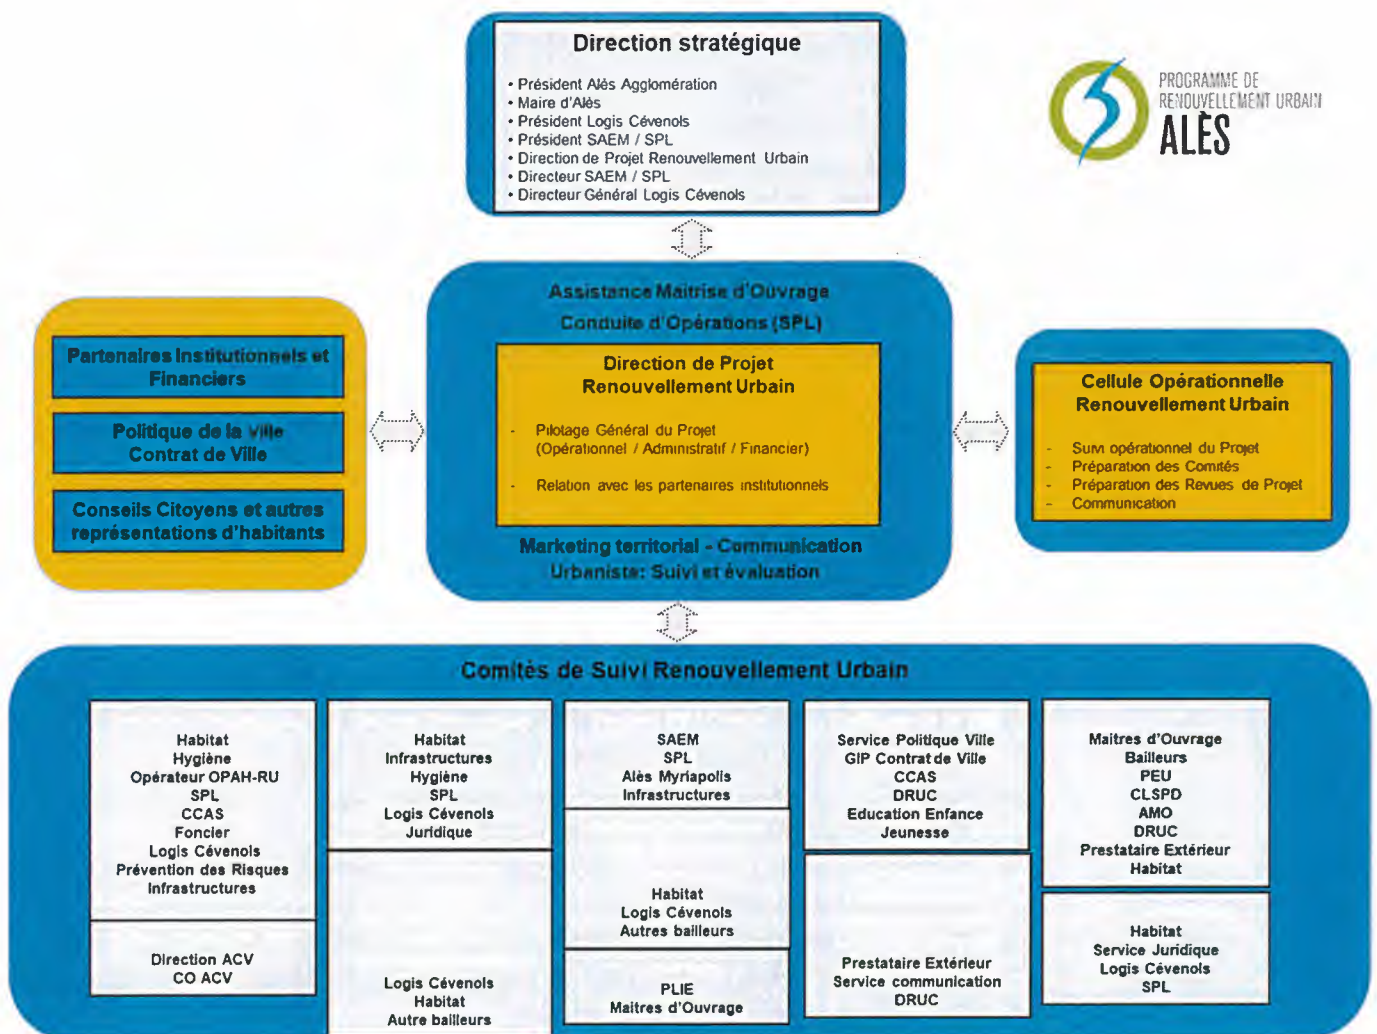 Direction stratégique
• Président Alès Agglomération
• Maire d'Alès
• Président Logis Cévenols
• Président SAEM / SPL
• Direction de Projet Renouvellement Urbain
• Directeur SAEM / SPL
• Directeur Général Logis Cévenols
PROGRAMME DE
RENOUVELLEMENT URBAIN
ALÈS
Assistance Maitrise d'Ouvrage
Conduite d'Opérations (SPL)
Direction de Projet
Renouvellement Urbain
- Pilotage Général du Projet
(Opérationnel / Administratif / Financier)
- Relation avec les partenaires institutionnels
Marketing territorial - Communication
Urbaniste: Suivi et évaluation
Partenaires Institutionnels et
Financiers
Politique de la Ville
Contrat de Ville
Conseils Citoyens et autres
représentations d'habitants
Cellule Opérationnelle
Renouvellement Urbain
- Suivi opérationnel du Projet
- Préparation des Comités
- Préparation des Revues de Projet
- Communication
Comités de Suivi Renouvellement Urbain
Habitat
Hygiène
Opérateur OPAH-RU
SPL
CCAS
Foncier
Logis Cévenols
Prévention des Risques
Infrastructures
Direction ACV
CO ACV
Habitat
Infrastructures
Hygiène
SPL
Logis Cévenols
Juridique
Logis Cévenols
Habitat
Autre bailleurs
SAEM
SPL
Alès Myriapolis
Infrastructures
Habitat
Logis Cévenols
Autres bailleurs
PLIE
Maitres d'Ouvrage
Service Politique Ville
GIP Contrat de Ville
CCAS
DRUC
Education Enfance
Jeunesse
Prestataire Extérieur
Service communication
DRUC
Maitres d'Ouvrage
Bailleurs
PEU
CLSPD
AMO
DRUC
Prestataire Extérieur
Habitat
Habitat
Service Juridique
Logis Cévenols
SPL